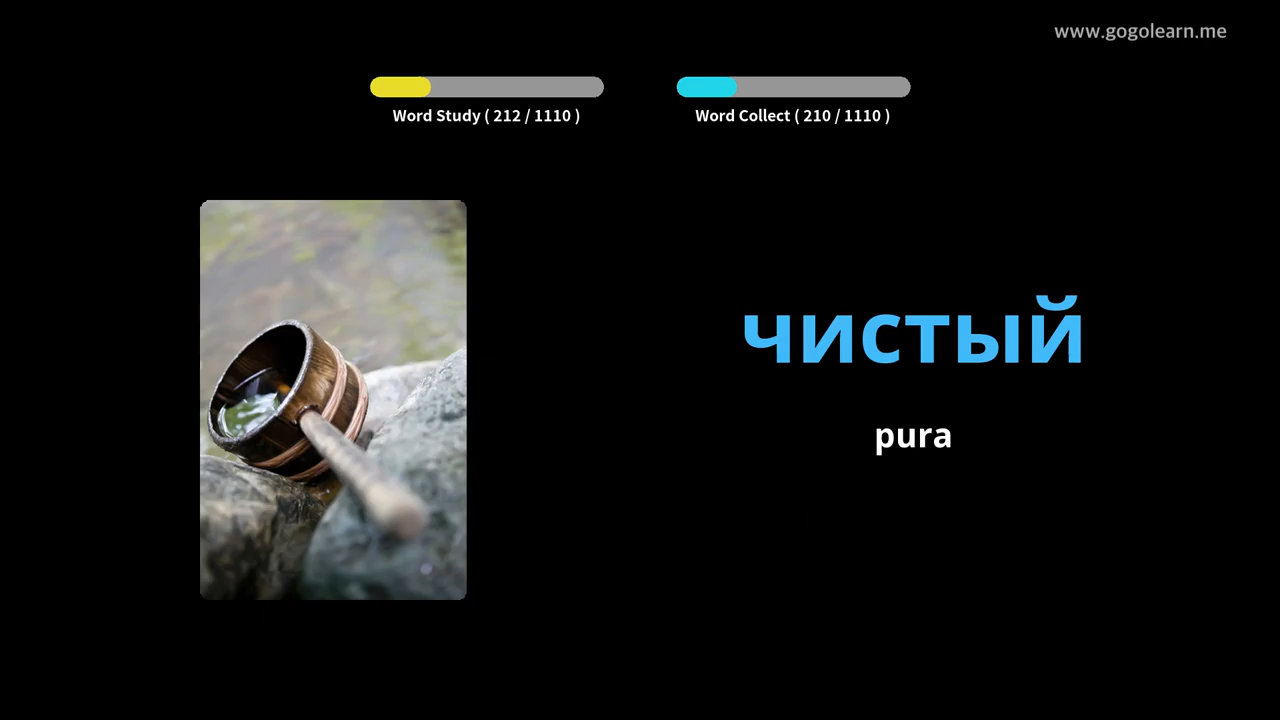 www.gogolearn.me
Word Study ( 212 / 1110 )
Word Collect ( 210 / 1110 )
чистый
pura